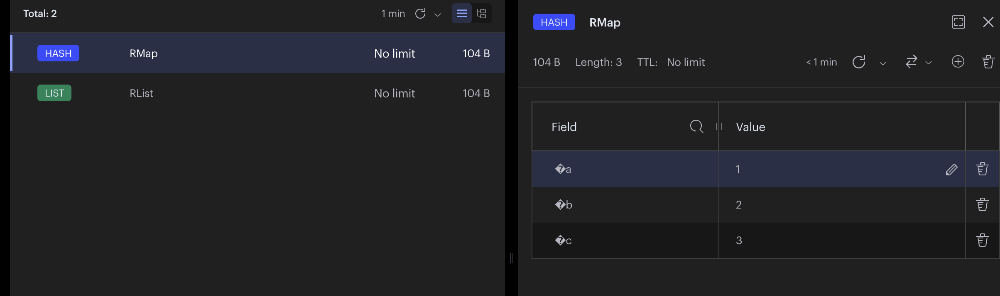 Total: 2
1 min
HASH RMap No limit 104 B
LIST RList No limit 104 B
HASH RMap
104 B Length: 3 TTL: No limit < 1 min
Field Value
�a 1
�b 2
�c 3